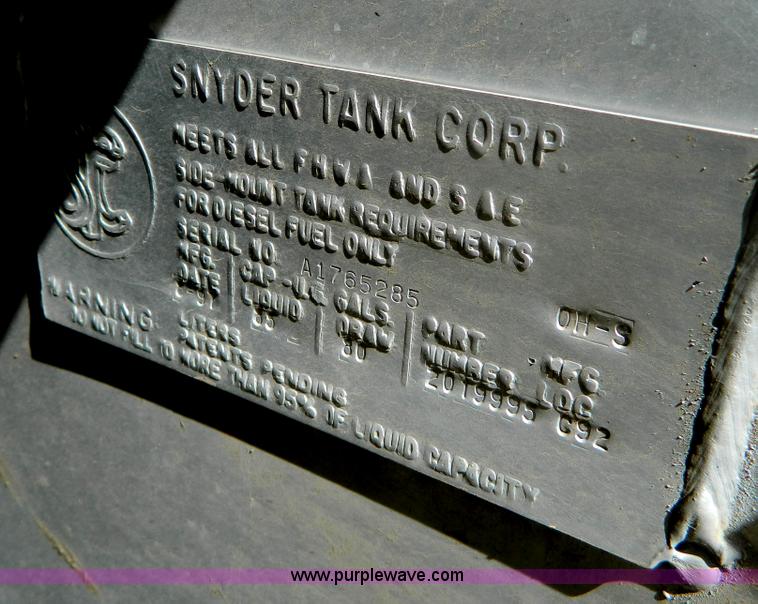 SNYDER TANK CORP.
MEETS ALL FHWA AND SAE
SIDE-MOUNT TANK REQUIREMENTS
FOR DIESEL FUEL ONLY
SERIAL NO. A1765285
OH-S
MFG. DATE
CAP.-U.S. GALS.
LIQUID DRAW
80
PART NUMBER
2019995
MFG. LOC.
C92
LITERS
PATENTS PENDING
WARNING
DO NOT FILL TO MORE THAN 95% OF LIQUID CAPACITY
www.purplewave.com